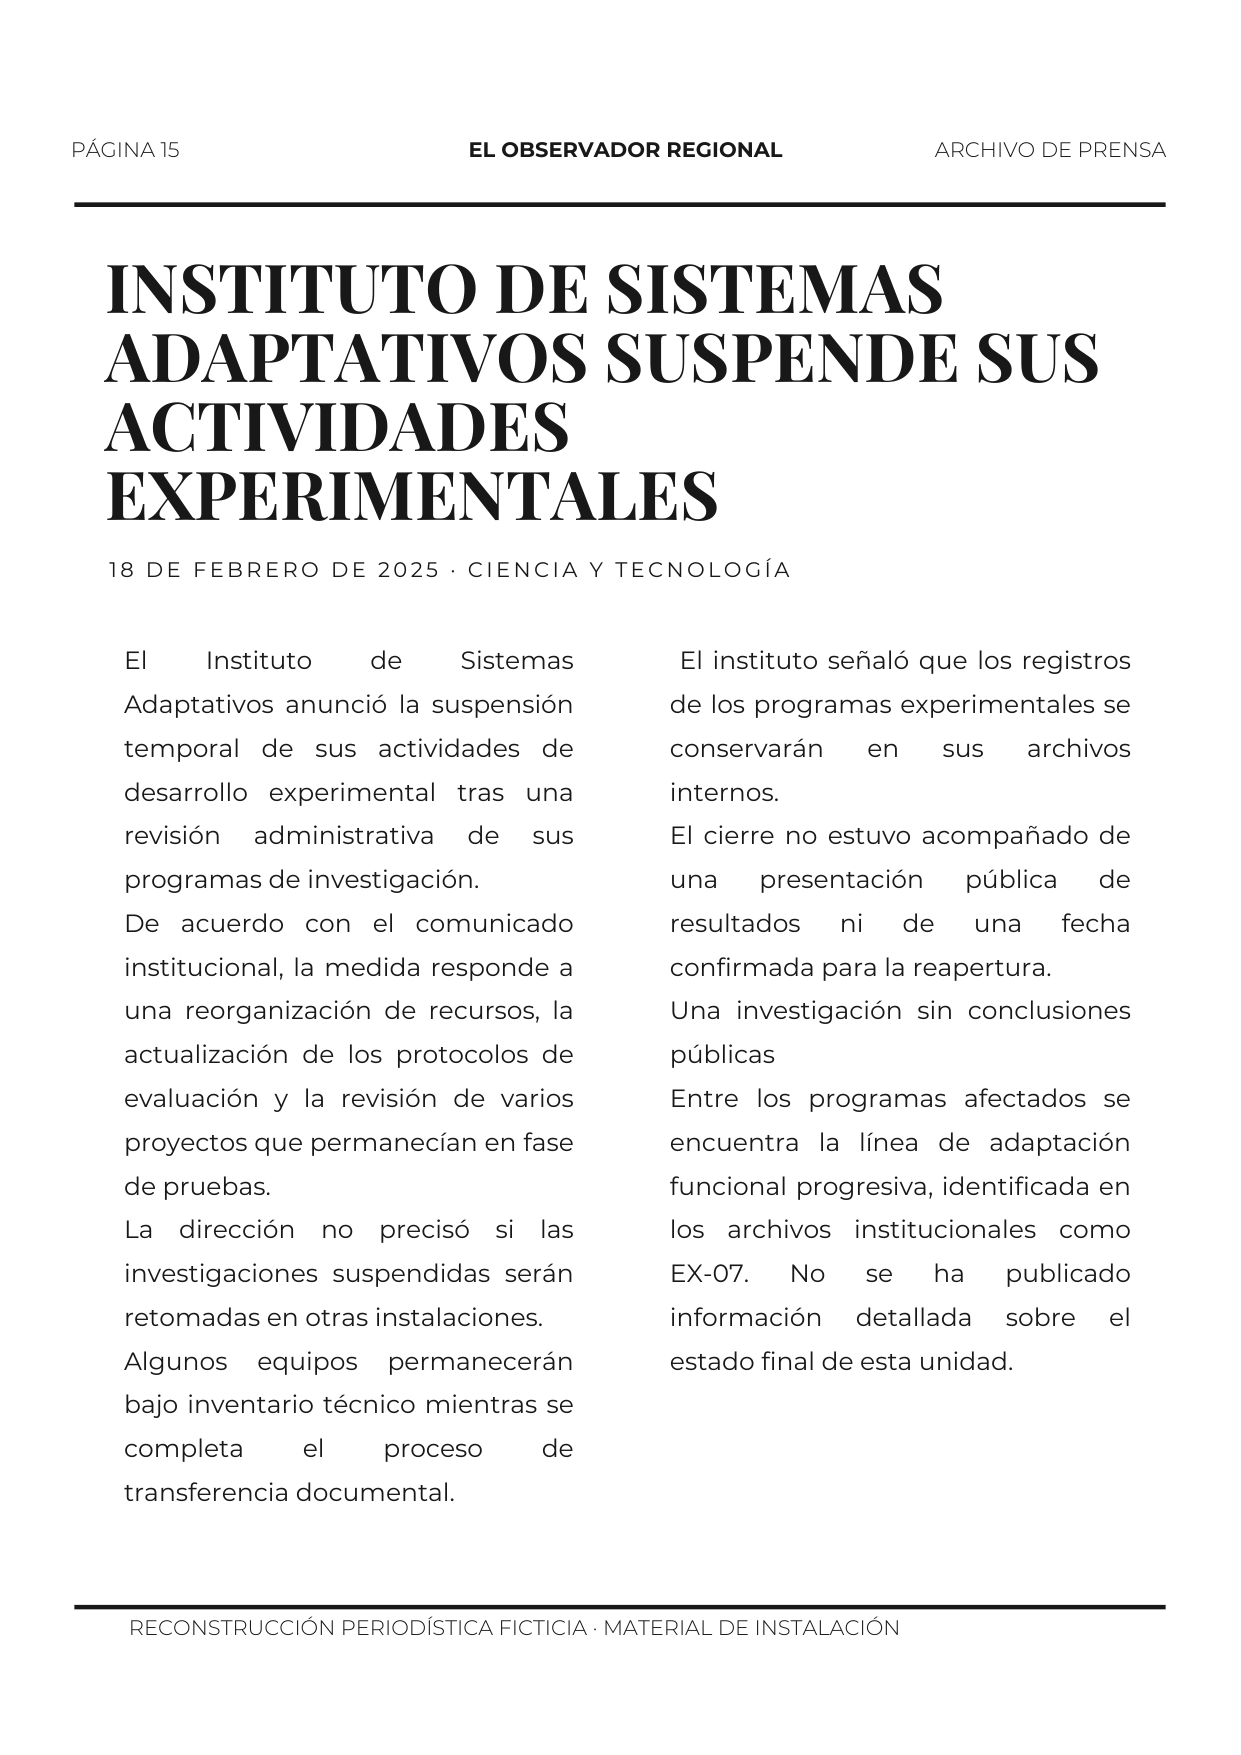 PÁGINA 15
EL OBSERVADOR REGIONAL
ARCHIVO DE PRENSA
INSTITUTO DE SISTEMAS
ADAPTATIVOS SUSPENDE SUS
ACTIVIDADES
EXPERIMENTALES
18 DE FEBRERO DE 2025 · CIENCIA Y TECNOLOGÍA
El Instituto de Sistemas
Adaptativos anunció la suspensión
temporal de sus actividades de
desarrollo experimental tras una
revisión administrativa de sus
programas de investigación.
De acuerdo con el comunicado
institucional, la medida responde a
una reorganización de recursos, la
actualización de los protocolos de
evaluación y la revisión de varios
proyectos que permanecían en fase
de pruebas.
La dirección no precisó si las
investigaciones suspendidas serán
retomadas en otras instalaciones.
Algunos equipos permanecerán
bajo inventario técnico mientras se
completa el proceso de
transferencia documental.
El instituto señaló que los registros
de los programas experimentales se
conservarán en sus archivos
internos.
El cierre no estuvo acompañado de
una presentación pública de
resultados ni de una fecha
confirmada para la reapertura.
Una investigación sin conclusiones
públicas
Entre los programas afectados se
encuentra la línea de adaptación
funcional progresiva, identificada en
los archivos institucionales como
EX-07. No se ha publicado
información detallada sobre el
estado final de esta unidad.
RECONSTRUCCIÓN PERIODÍSTICA FICTICIA · MATERIAL DE INSTALACIÓN